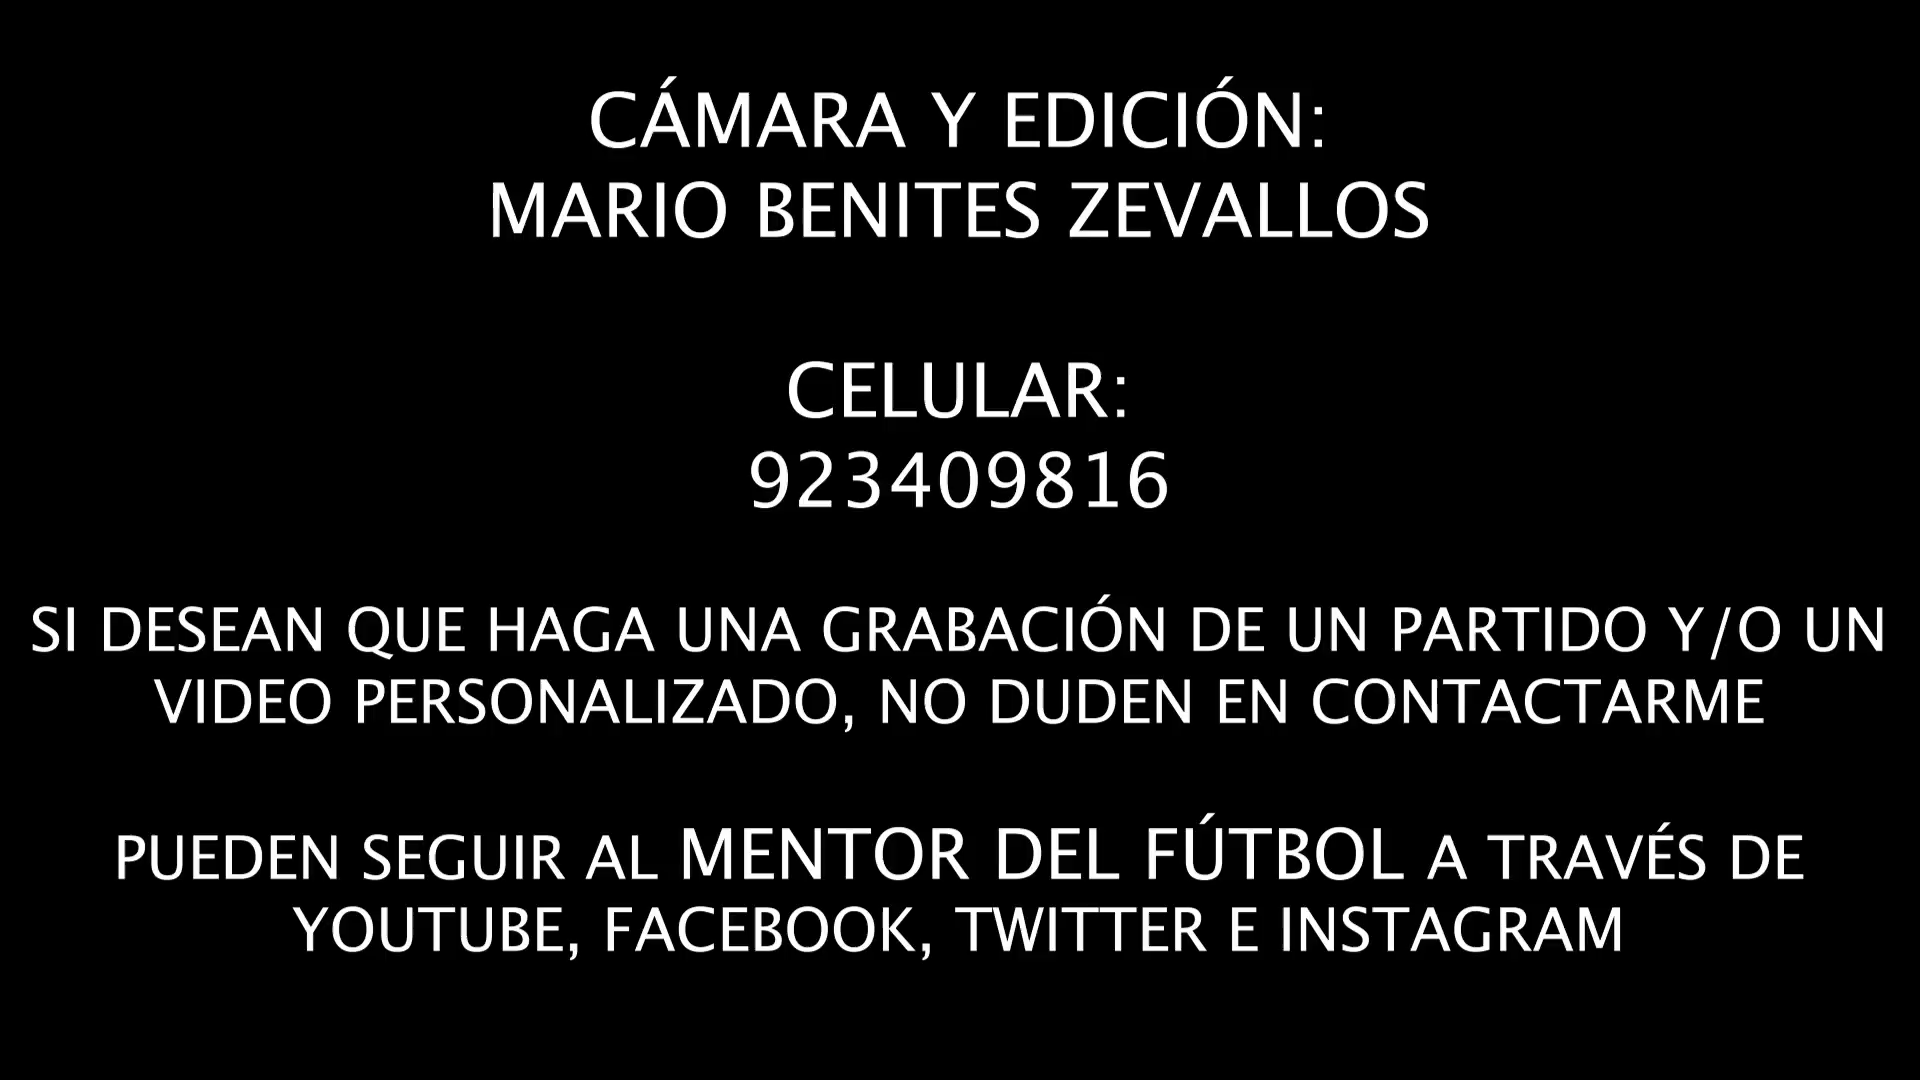 CÁMARA Y EDICIÓN:
MARIO BENITES ZEVALLOS
CELULAR:
923409816
SI DESEAN QUE HAGA UNA GRABACIÓN DE UN PARTIDO Y/O UN
VIDEO PERSONALIZADO, NO DUDEN EN CONTACTARME
PUEDEN SEGUIR AL MENTOR DEL FÚTBOL A TRAVÉS DE
YOUTUBE, FACEBOOK, TWITTER E INSTAGRAM